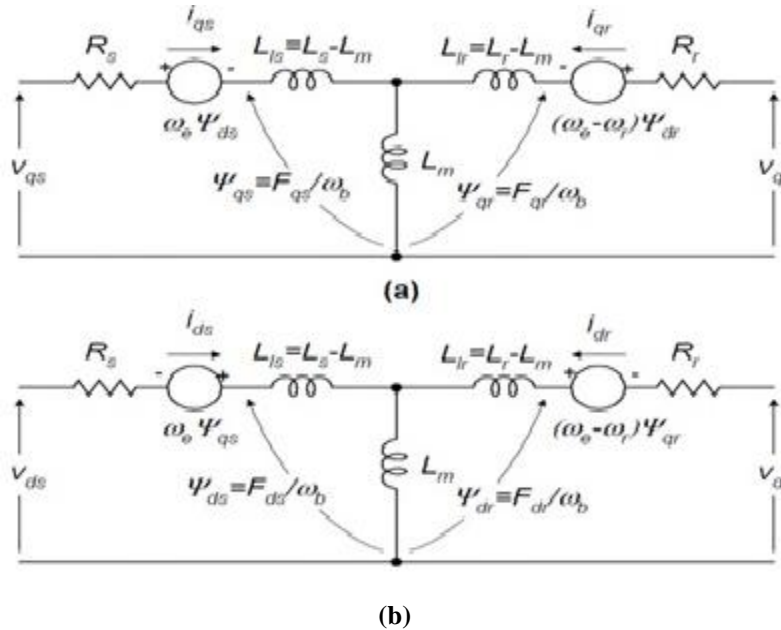 i_qs i_qr
R_s L_ls=L_s-L_m L_lr=L_r-L_m R_r
+ - - +
ω_e Ψ_ds (ω_e-ω_r)Ψ_dr
v_qs Ψ_qs=F_qs/ω_b L_m Ψ_qr=F_qr/ω_b
(a)
i_ds i_dr
R_s L_ls=L_s-L_m L_lr=L_r-L_m R_r
- + + -
ω_e Ψ_qs (ω_e-ω_r)Ψ_qr
v_ds Ψ_ds=F_ds/ω_b L_m Ψ_dr=F_dr/ω_b
(b)